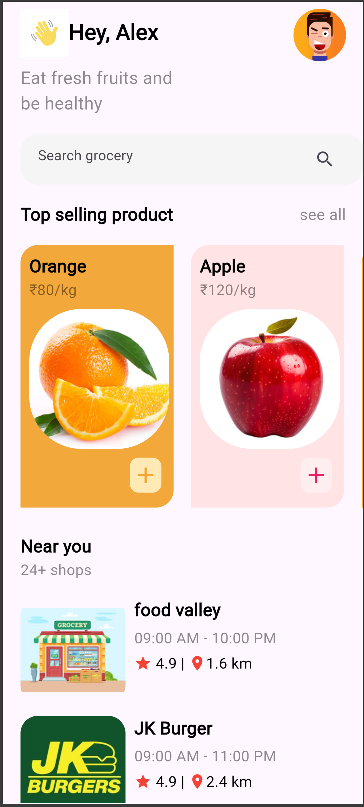 Hey, Alex
Eat fresh fruits and
be healthy
Search grocery
Top selling product
see all
Orange
₹80/kg
Apple
₹120/kg
Near you
24+ shops
GROCERY
food valley
09:00 AM - 10:00 PM
4.9 | 1.6 km
JK
BURGERS
JK Burger
09:00 AM - 11:00 PM
4.9 | 2.4 km